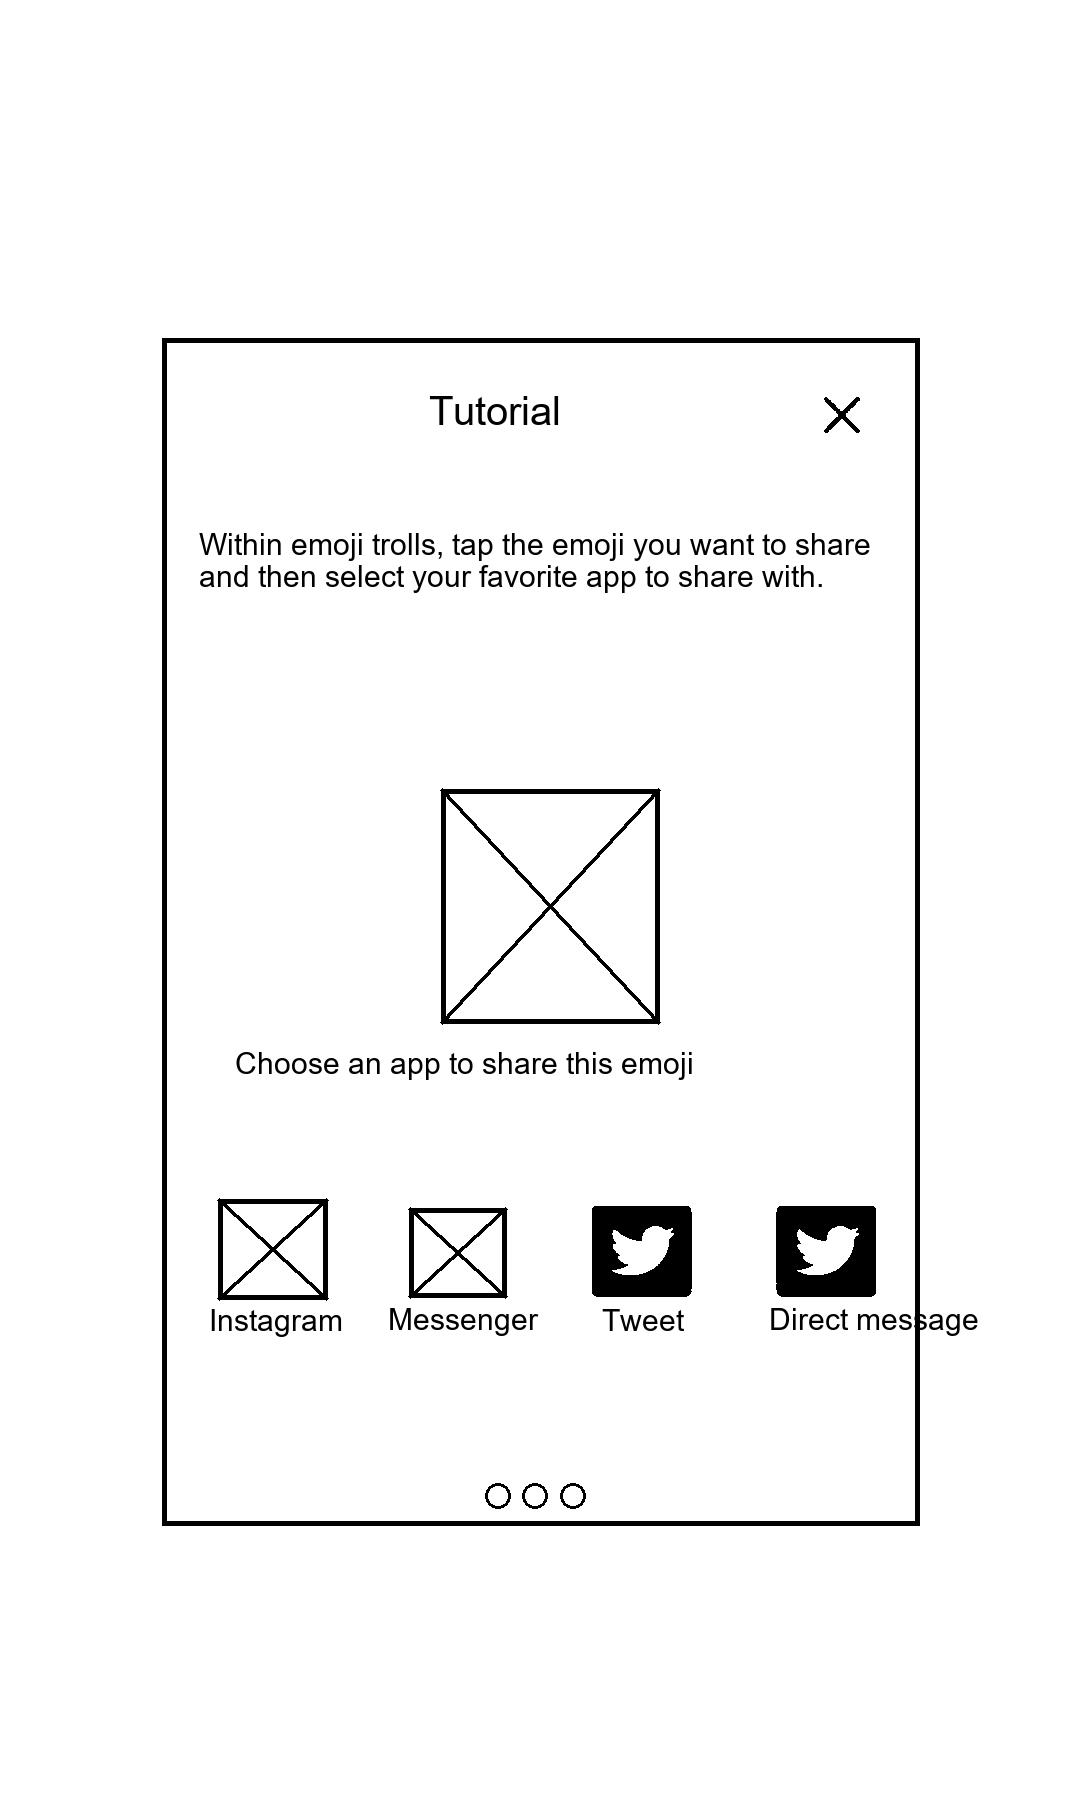 Tutorial
Within emoji trolls, tap the emoji you want to share
and then select your favorite app to share with.
Choose an app to share this emoji
Instagram Messenger Tweet Direct message